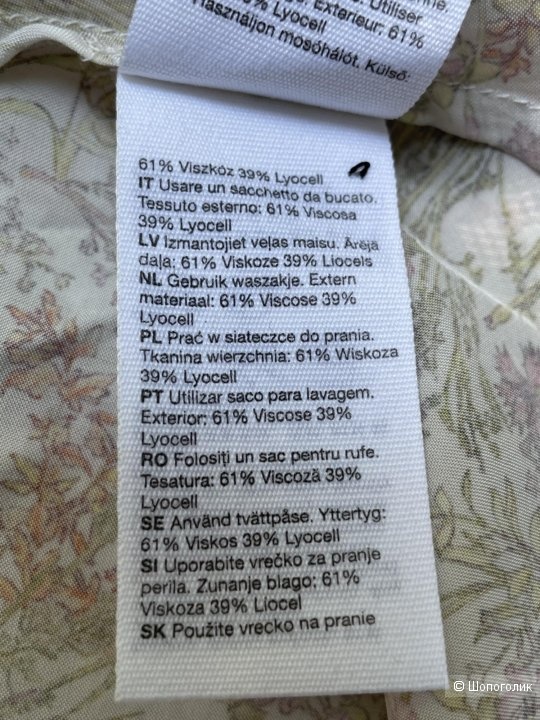 Utiliser
Lyocell
Extérieur: 61%
Használjon mosóhálót. Külső:
61% Viszkóz 39% Lyocell
IT Usare un sacchetto da bucato.
Tessuto esterno: 61% Viscosa
39% Lyocell
LV Izmantojiet veļas maisu. Ārējā
daļa: 61% Viskoze 39% Liocels
NL Gebruik waszakje. Extern
materiaal: 61% Viscose 39%
Lyocell
PL Prać w siateczce do prania.
Tkanina wierzchnia: 61% Wiskoza
39% Lyocell
PT Utilizar saco para lavagem.
Exterior: 61% Viscose 39%
Lyocell
RO Folosiţi un sac pentru rufe.
Tesatura: 61% Viscoză 39%
Lyocell
SE Använd tvättpåse. Yttertyg:
61% Viskos 39% Lyocell
SI Uporabite vrečko za pranje
perila. Zunanje blago: 61%
Viskoza 39% Liocel
SK Použite vrecko na pranie
© Шопоголик